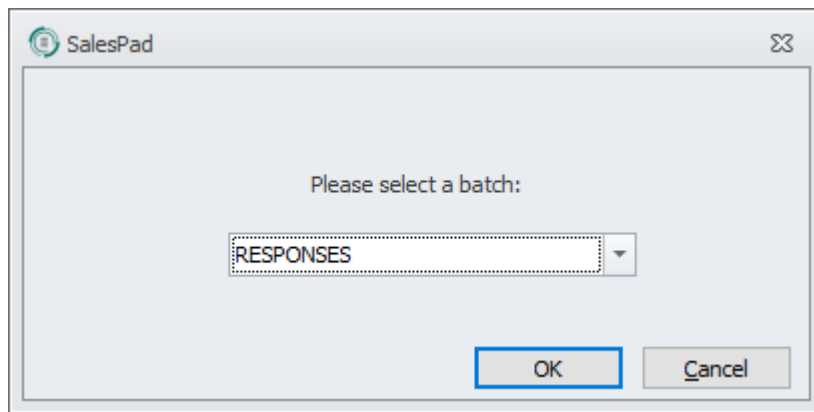 SalesPad
Please select a batch:
RESPONSES
OK
Cancel